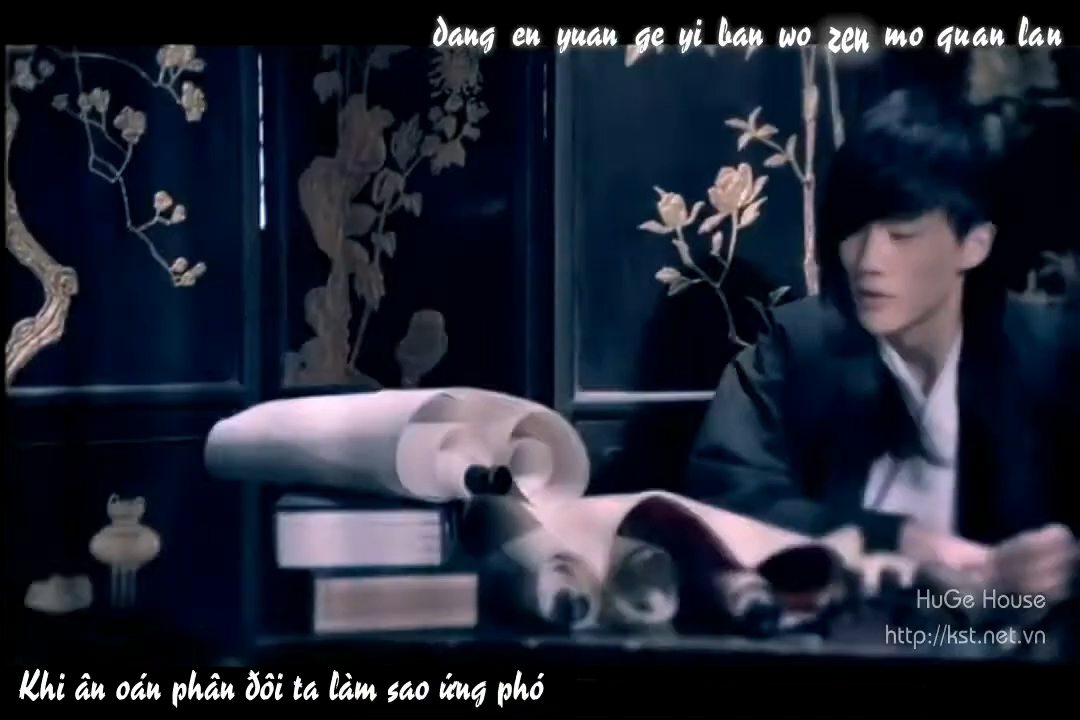 dang en yuan ge yi ban wo zen mo quan lan
HuGe House
http://kst.net.vn
Khi ân oán phân đôi ta làm sao ứng phó